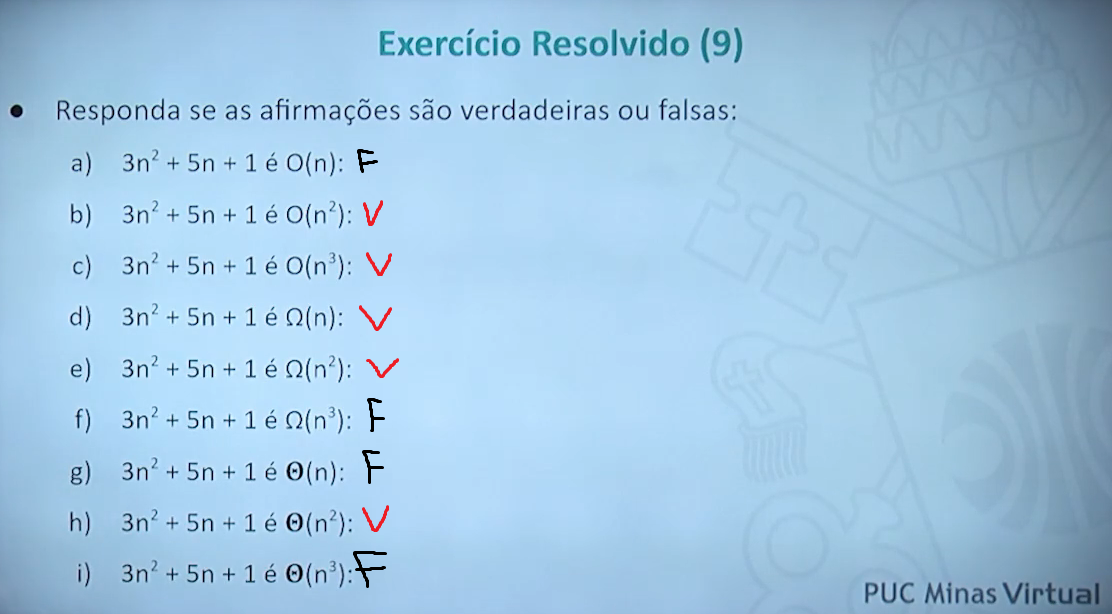 Exercício Resolvido (9)
● Responda se as afirmações são verdadeiras ou falsas:
a) 3n² + 5n + 1 é O(n): F
b) 3n² + 5n + 1 é O(n²): V
c) 3n² + 5n + 1 é O(n³): V
d) 3n² + 5n + 1 é Ω(n): V
e) 3n² + 5n + 1 é Ω(n²): V
f) 3n² + 5n + 1 é Ω(n³): F
g) 3n² + 5n + 1 é Θ(n): F
h) 3n² + 5n + 1 é Θ(n²): V
i) 3n² + 5n + 1 é Θ(n³): F
PUC Minas Virtual